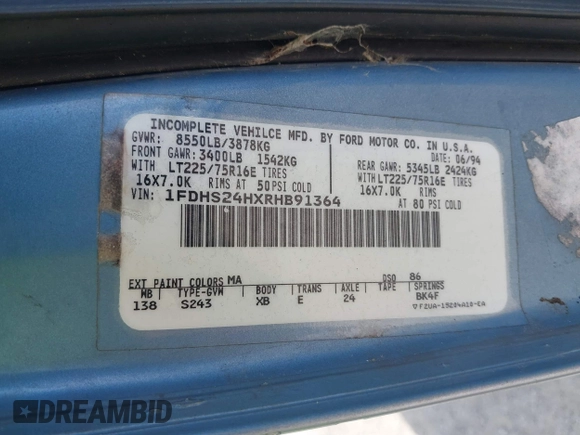 INCOMPLETE VEHILCE MFD. BY FORD MOTOR CO. IN U.S.A.
GVWR: 8550LB/3878KG DATE: 06/94
FRONT GAWR: 3400LB 1542KG REAR GAWR: 5345LB 2424KG
WITH LT225/75R16E TIRES WITH LT225/75R16E TIRES
16X7.0K RIMS AT 50 PSI COLD 16X7.0K RIMS
VIN: 1FDHS24HXRHB91364 AT 80 PSI COLD
EXT PAINT COLORS MA DSO 86
WB TYPE-GVM BODY TRANS AXLE TAPE SPRINGS
138 S243 XB E 24 BK4F
▽F2UA-15204A10-EA
DREAMBID